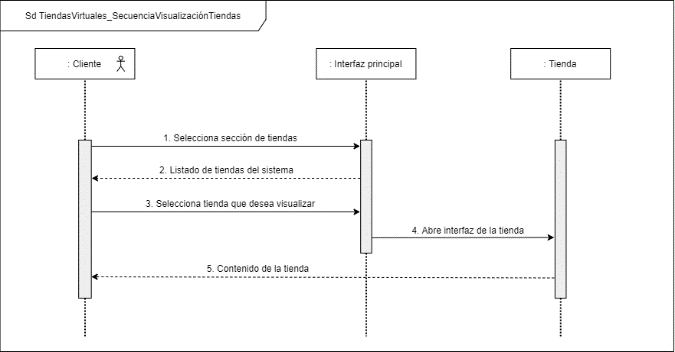 Sd TiendasVirtuales_SecuenciaVisualizaciónTiendas
: Cliente
: Interfaz principal
: Tienda
1. Selecciona sección de tiendas
2. Listado de tiendas del sistema
3. Selecciona tienda que desea visualizar
4. Abre interfaz de la tienda
5. Contenido de la tienda